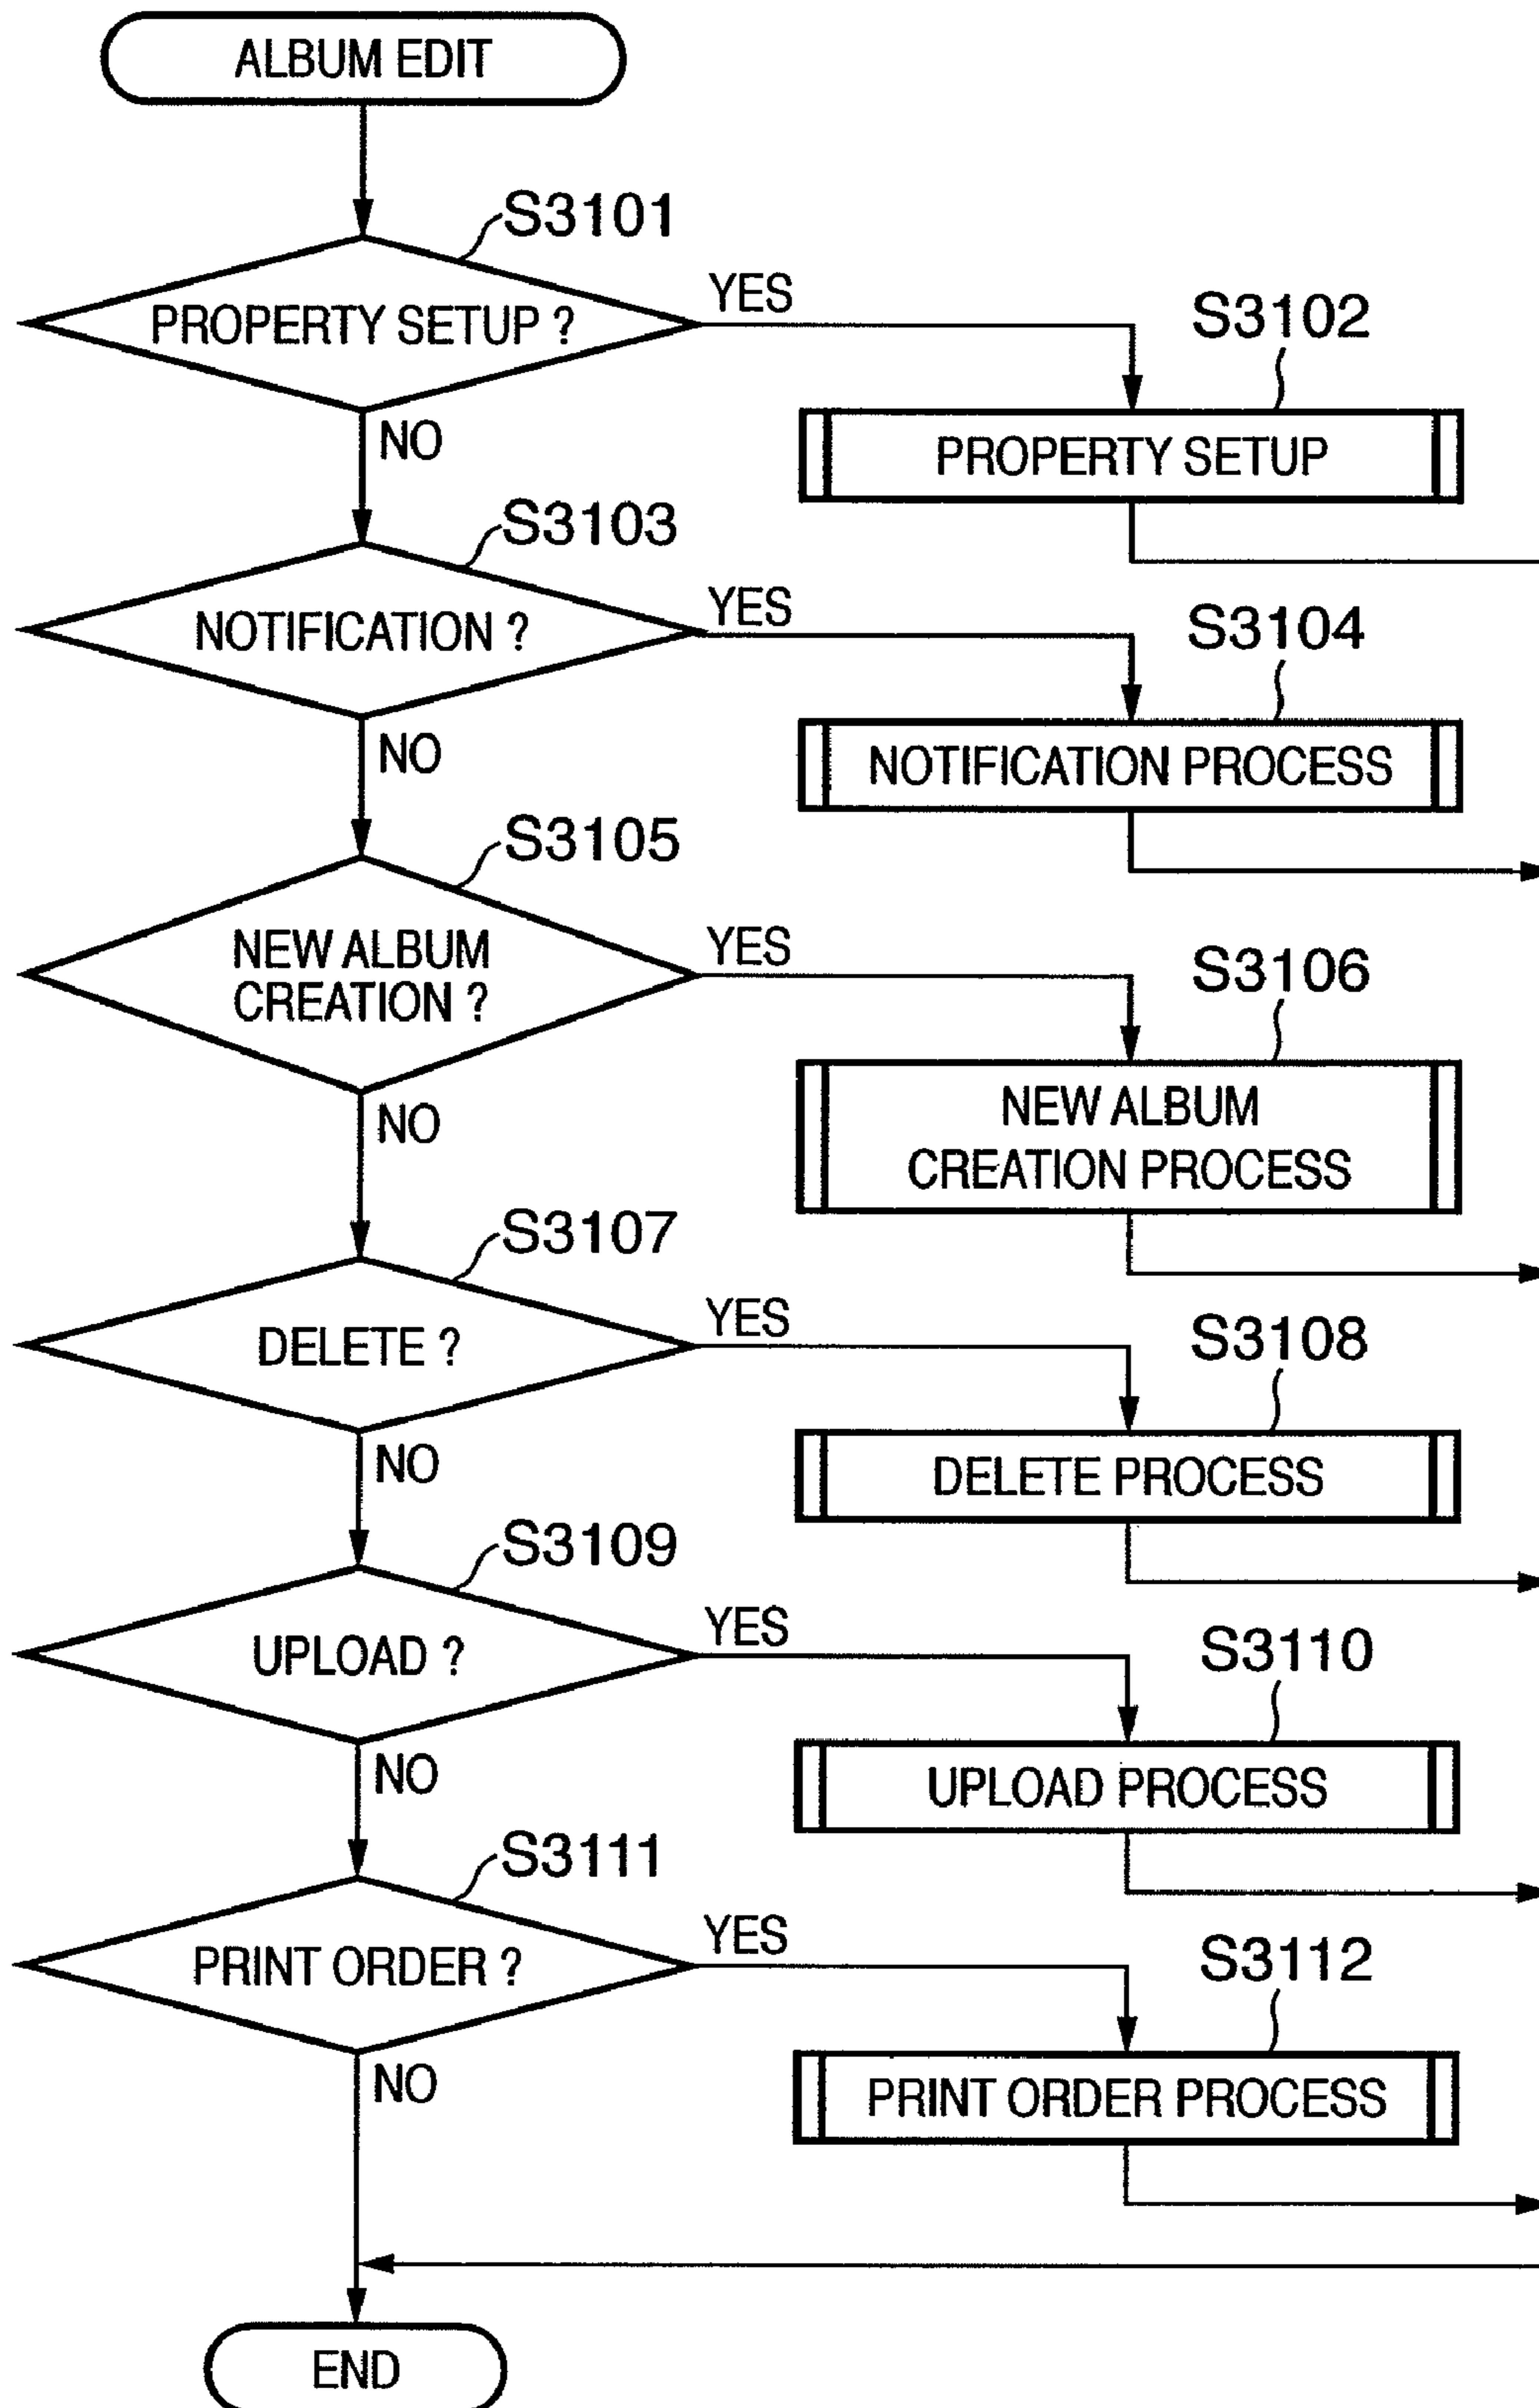 ALBUM EDIT
S3101
PROPERTY SETUP ?
YES
NO
S3102
PROPERTY SETUP
S3103
NOTIFICATION ?
YES
NO
S3104
NOTIFICATION PROCESS
S3105
NEW ALBUM
CREATION ?
YES
NO
S3106
NEW ALBUM
CREATION PROCESS
S3107
DELETE ?
YES
NO
S3108
DELETE PROCESS
S3109
UPLOAD ?
YES
NO
S3110
UPLOAD PROCESS
S3111
PRINT ORDER ?
YES
NO
S3112
PRINT ORDER PROCESS
END